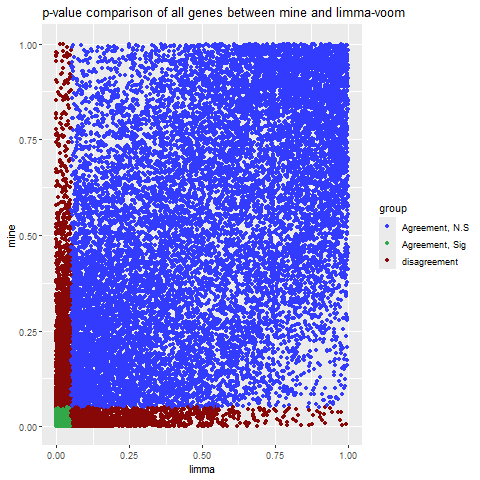 p-value comparison of all genes between mine and limma-voom
1.00
0.75
0.50
0.25
0.00
mine
0.00 0.25 0.50 0.75 1.00
limma
group
Agreement, N.S
Agreement, Sig
disagreement